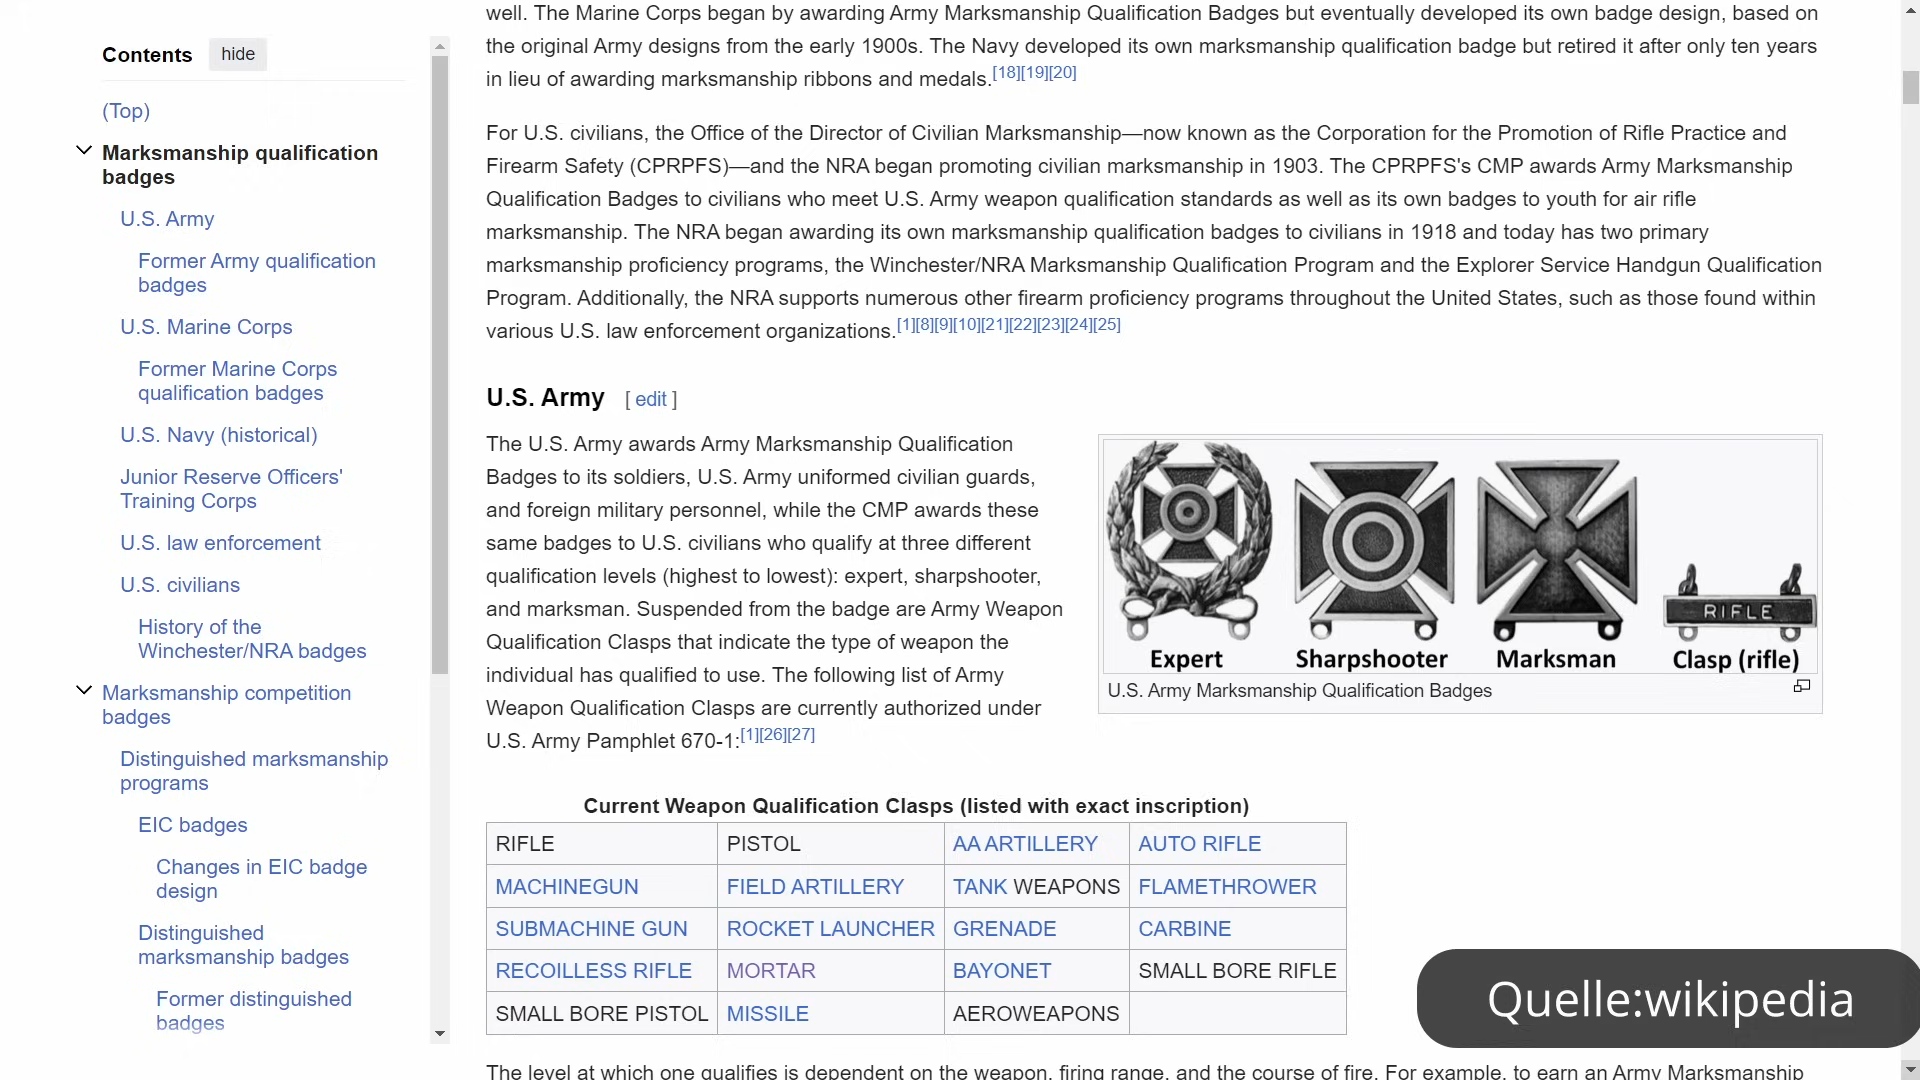 well. The Marine Corps began by awarding Army Marksmanship Qualification Badges but eventually developed its own badge design, based on
the original Army designs from the early 1900s. The Navy developed its own marksmanship qualification badge but retired it after only ten years
in lieu of awarding marksmanship ribbons and medals.[18][19][20]
For U.S. civilians, the Office of the Director of Civilian Marksmanship—now known as the Corporation for the Promotion of Rifle Practice and
Firearm Safety (CPRPFS)—and the NRA began promoting civilian marksmanship in 1903. The CPRPFS's CMP awards Army Marksmanship
Qualification Badges to civilians who meet U.S. Army weapon qualification standards as well as its own badges to youth for air rifle
marksmanship. The NRA began awarding its own marksmanship qualification badges to civilians in 1918 and today has two primary
marksmanship proficiency programs, the Winchester/NRA Marksmanship Qualification Program and the Explorer Service Handgun Qualification
Program. Additionally, the NRA supports numerous other firearm proficiency programs throughout the United States, such as those found within
various U.S. law enforcement organizations.[1][8][9][10][21][22][23][24][25]
Contents hide
(Top)
Marksmanship qualification
badges
U.S. Army
Former Army qualification
badges
U.S. Marine Corps
Former Marine Corps
qualification badges
U.S. Navy (historical)
Junior Reserve Officers'
Training Corps
U.S. law enforcement
U.S. civilians
History of the
Winchester/NRA badges
Marksmanship competition
badges
Distinguished marksmanship
programs
EIC badges
Changes in EIC badge
design
Distinguished
marksmanship badges
Former distinguished
badges
U.S. Army [ edit ]
The U.S. Army awards Army Marksmanship Qualification
Badges to its soldiers, U.S. Army uniformed civilian guards,
and foreign military personnel, while the CMP awards these
same badges to U.S. civilians who qualify at three different
qualification levels (highest to lowest): expert, sharpshooter,
and marksman. Suspended from the badge are Army Weapon
Qualification Clasps that indicate the type of weapon the
individual has qualified to use. The following list of Army
Weapon Qualification Clasps are currently authorized under
U.S. Army Pamphlet 670-1:[1][26][27]
RIFLE
Expert Sharpshooter Marksman Clasp (rifle)
U.S. Army Marksmanship Qualification Badges
Current Weapon Qualification Clasps (listed with exact inscription)
RIFLE PISTOL AA ARTILLERY AUTO RIFLE
MACHINEGUN FIELD ARTILLERY TANK WEAPONS FLAMETHROWER
SUBMACHINE GUN ROCKET LAUNCHER GRENADE CARBINE
RECOILLESS RIFLE MORTAR BAYONET SMALL BORE RIFLE
SMALL BORE PISTOL MISSILE AEROWEAPONS
Quelle:wikipedia
The level at which one qualifies is dependent on the weapon, firing range, and the course of fire. For example, to earn an Army Marksmanship